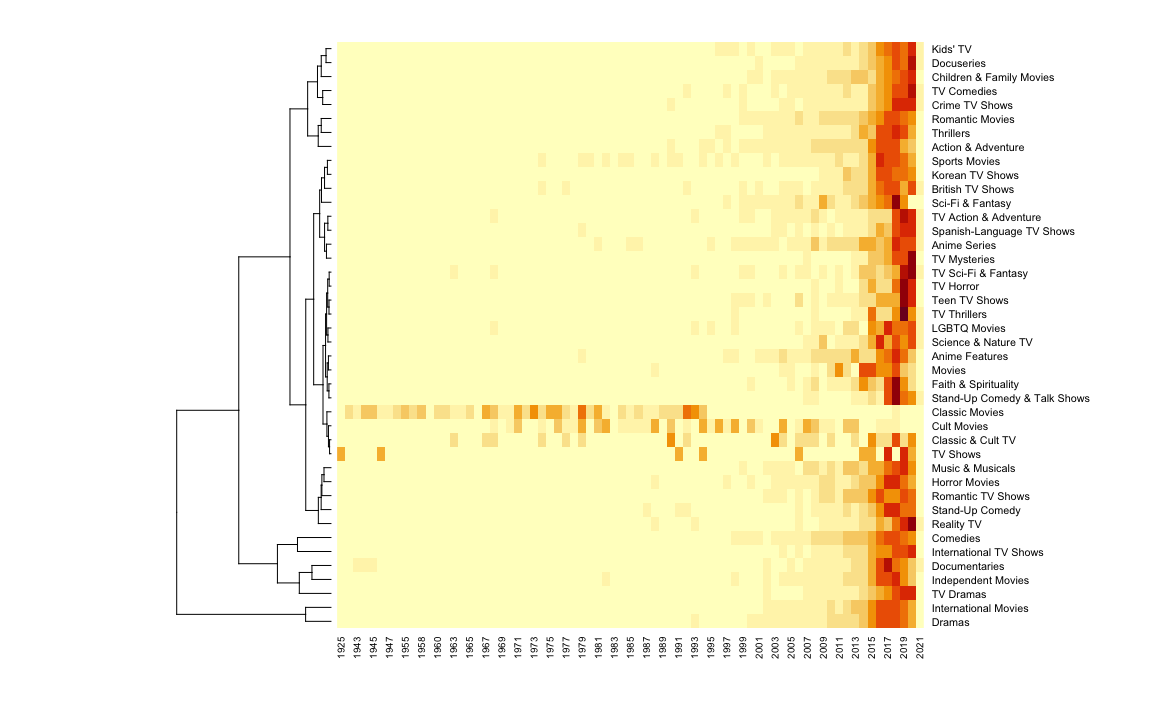 Kids' TV
Docuseries
Children & Family Movies
TV Comedies
Crime TV Shows
Romantic Movies
Thrillers
Action & Adventure
Sports Movies
Korean TV Shows
British TV Shows
Sci-Fi & Fantasy
TV Action & Adventure
Spanish-Language TV Shows
Anime Series
TV Mysteries
TV Sci-Fi & Fantasy
TV Horror
Teen TV Shows
TV Thrillers
LGBTQ Movies
Science & Nature TV
Anime Features
Movies
Faith & Spirituality
Stand-Up Comedy & Talk Shows
Classic Movies
Cult Movies
Classic & Cult TV
TV Shows
Music & Musicals
Horror Movies
Romantic TV Shows
Stand-Up Comedy
Reality TV
Comedies
International TV Shows
Documentaries
Independent Movies
TV Dramas
International Movies
Dramas
1925
1943
1945
1947
1955
1958
1960
1963
1965
1967
1969
1971
1973
1975
1977
1979
1981
1983
1985
1987
1989
1991
1993
1995
1997
1999
2001
2003
2005
2007
2009
2011
2013
2015
2017
2019
2021